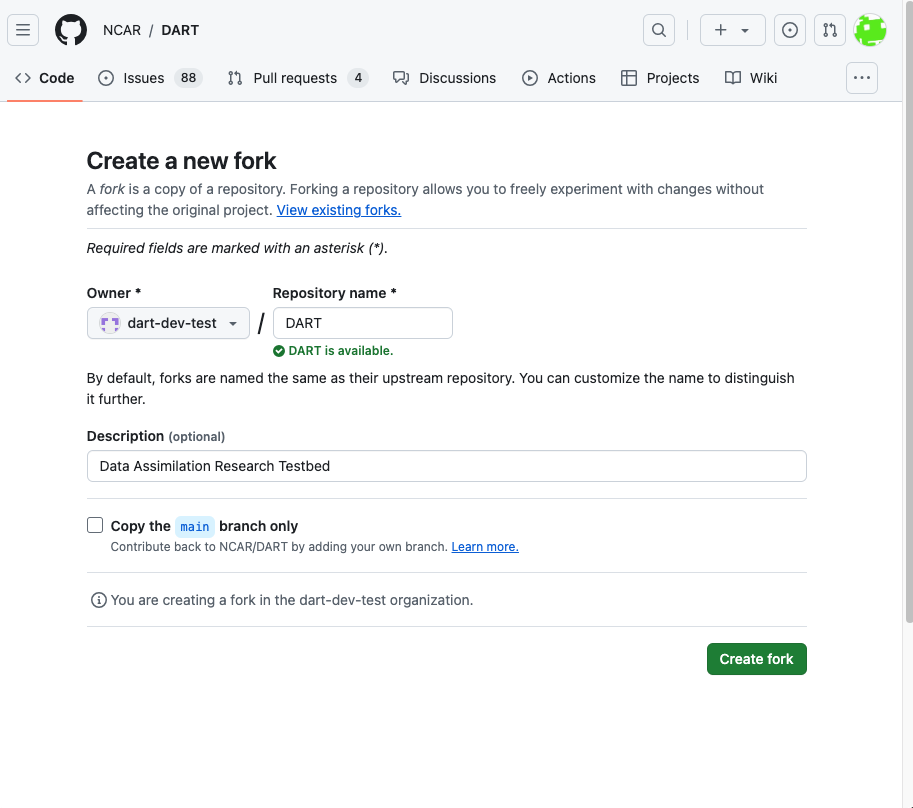 NCAR / DART
Code Issues 88 Pull requests 4 Discussions Actions Projects Wiki
Create a new fork
A fork is a copy of a repository. Forking a repository allows you to freely experiment with changes without
affecting the original project. View existing forks.
Required fields are marked with an asterisk (*).
Owner * Repository name *
dart-dev-test / DART
DART is available.
By default, forks are named the same as their upstream repository. You can customize the name to distinguish
it further.
Description (optional)
Data Assimilation Research Testbed
Copy the main branch only
Contribute back to NCAR/DART by adding your own branch. Learn more.
You are creating a fork in the dart-dev-test organization.
Create fork